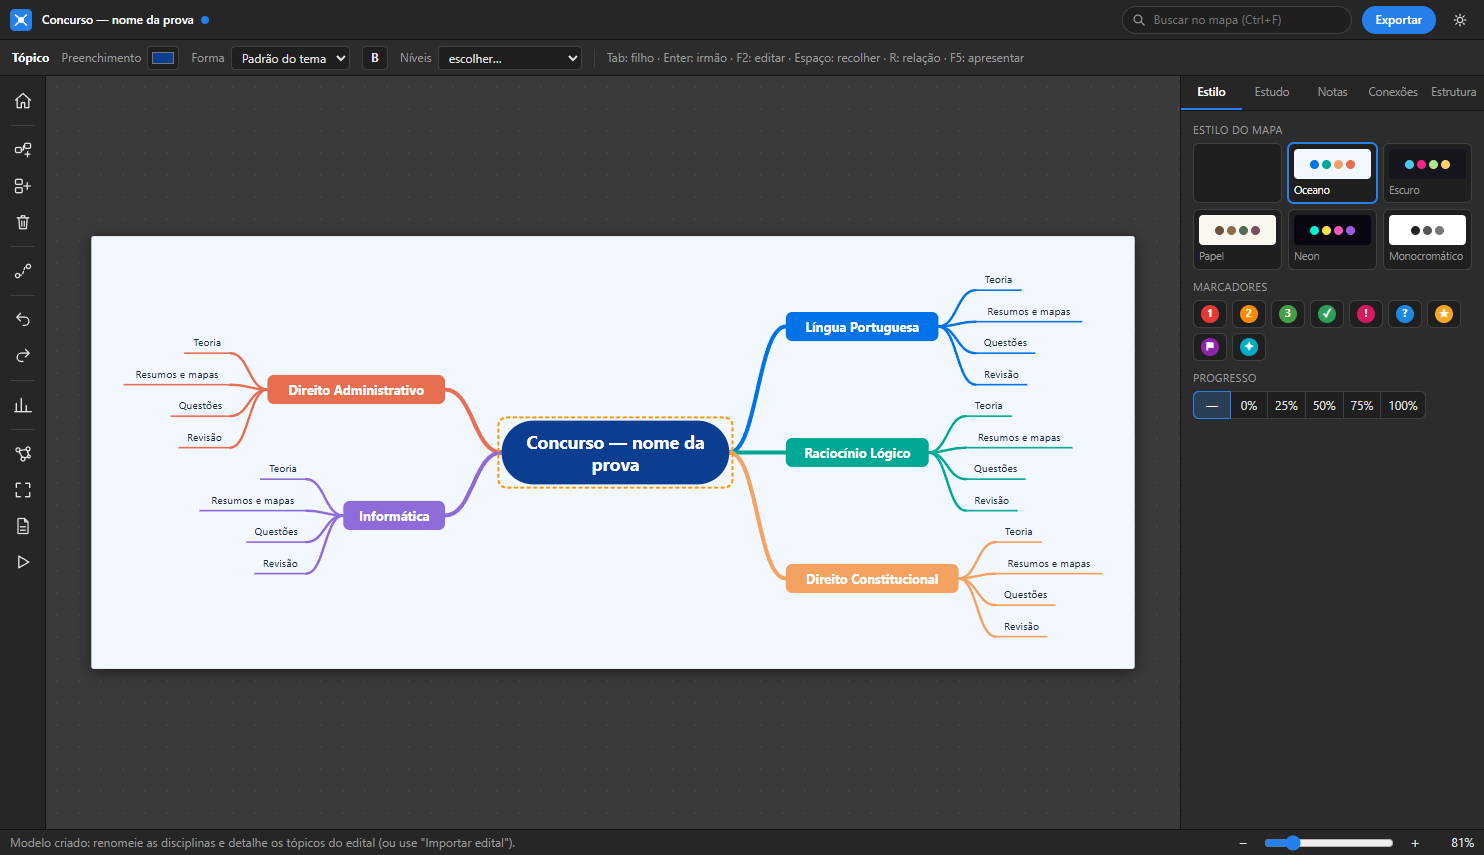 Concurso — nome da prova
Buscar no mapa (Ctrl+F)
Exportar
Tópico
Preenchimento
Forma
Padrão do tema
B
Níveis
escolher...
Tab: filho · Enter: irmão · F2: editar · Espaço: recolher · R: relação · F5: apresentar
Estilo
Estudo
Notas
Conexões
Estrutura
ESTILO DO MAPA
Oceano
Escuro
Papel
Neon
Monocromático
MARCADORES
1
2
3
!
?
PROGRESSO
—
0%
25%
50%
75%
100%
Concurso — nome da
prova
Direito Administrativo
Teoria
Resumos e mapas
Questões
Revisão
Informática
Teoria
Resumos e mapas
Questões
Revisão
Língua Portuguesa
Teoria
Resumos e mapas
Questões
Revisão
Raciocínio Lógico
Teoria
Resumos e mapas
Questões
Revisão
Direito Constitucional
Teoria
Resumos e mapas
Questões
Revisão
Modelo criado: renomeie as disciplinas e detalhe os tópicos do edital (ou use "Importar edital").
81%